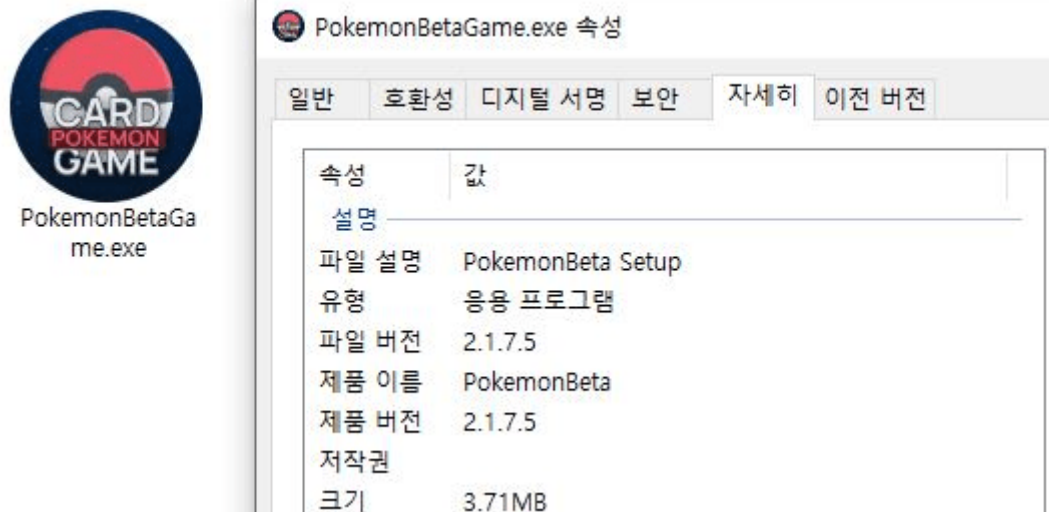 CARD
POKEMON
GAME
PokemonBetaGa
me.exe
PokemonBetaGame.exe 속성
일반 호환성 디지털 서명 보안 자세히 이전 버전
속성 값
설명
파일 설명 PokemonBeta Setup
유형 응용 프로그램
파일 버전 2.1.7.5
제품 이름 PokemonBeta
제품 버전 2.1.7.5
저작권
크기 3.71MB